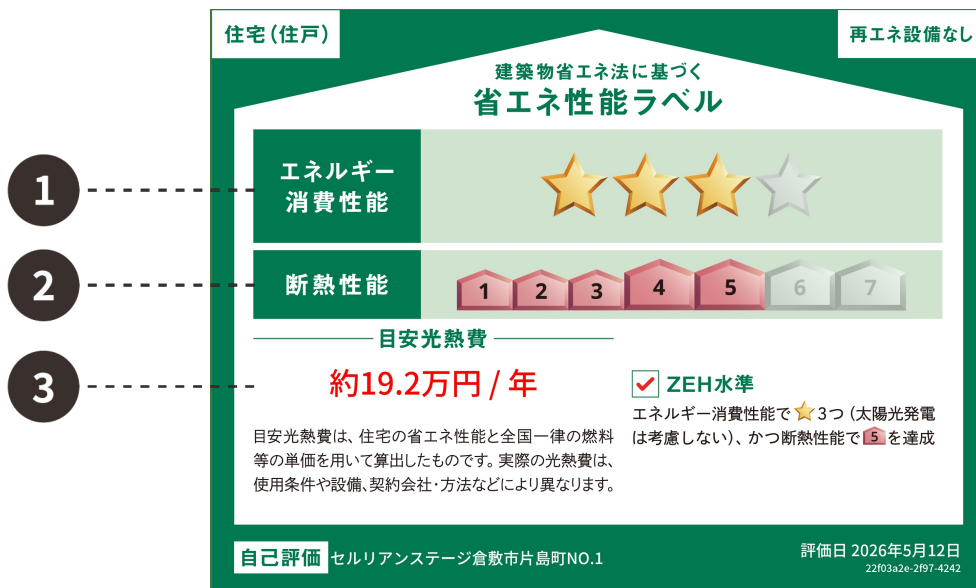 住宅(住戸)
再エネ設備なし
建築物省エネ法に基づく
省エネ性能ラベル
1
エネルギー
消費性能
2
断熱性能
1 2 3 4 5 6 7
目安光熱費
3
約19.2万円 / 年
目安光熱費は、住宅の省エネ性能と全国一律の燃料
等の単価を用いて算出したものです。実際の光熱費は、
使用条件や設備、契約会社・方法などにより異なります。
ZEH水準
エネルギー消費性能で 3つ (太陽光発電
は考慮しない)、かつ断熱性能で 5 を達成
自己評価 セルリアンステージ倉敷市片島町NO.1
評価日 2026年5月12日
22f03a2e-2f97-4242